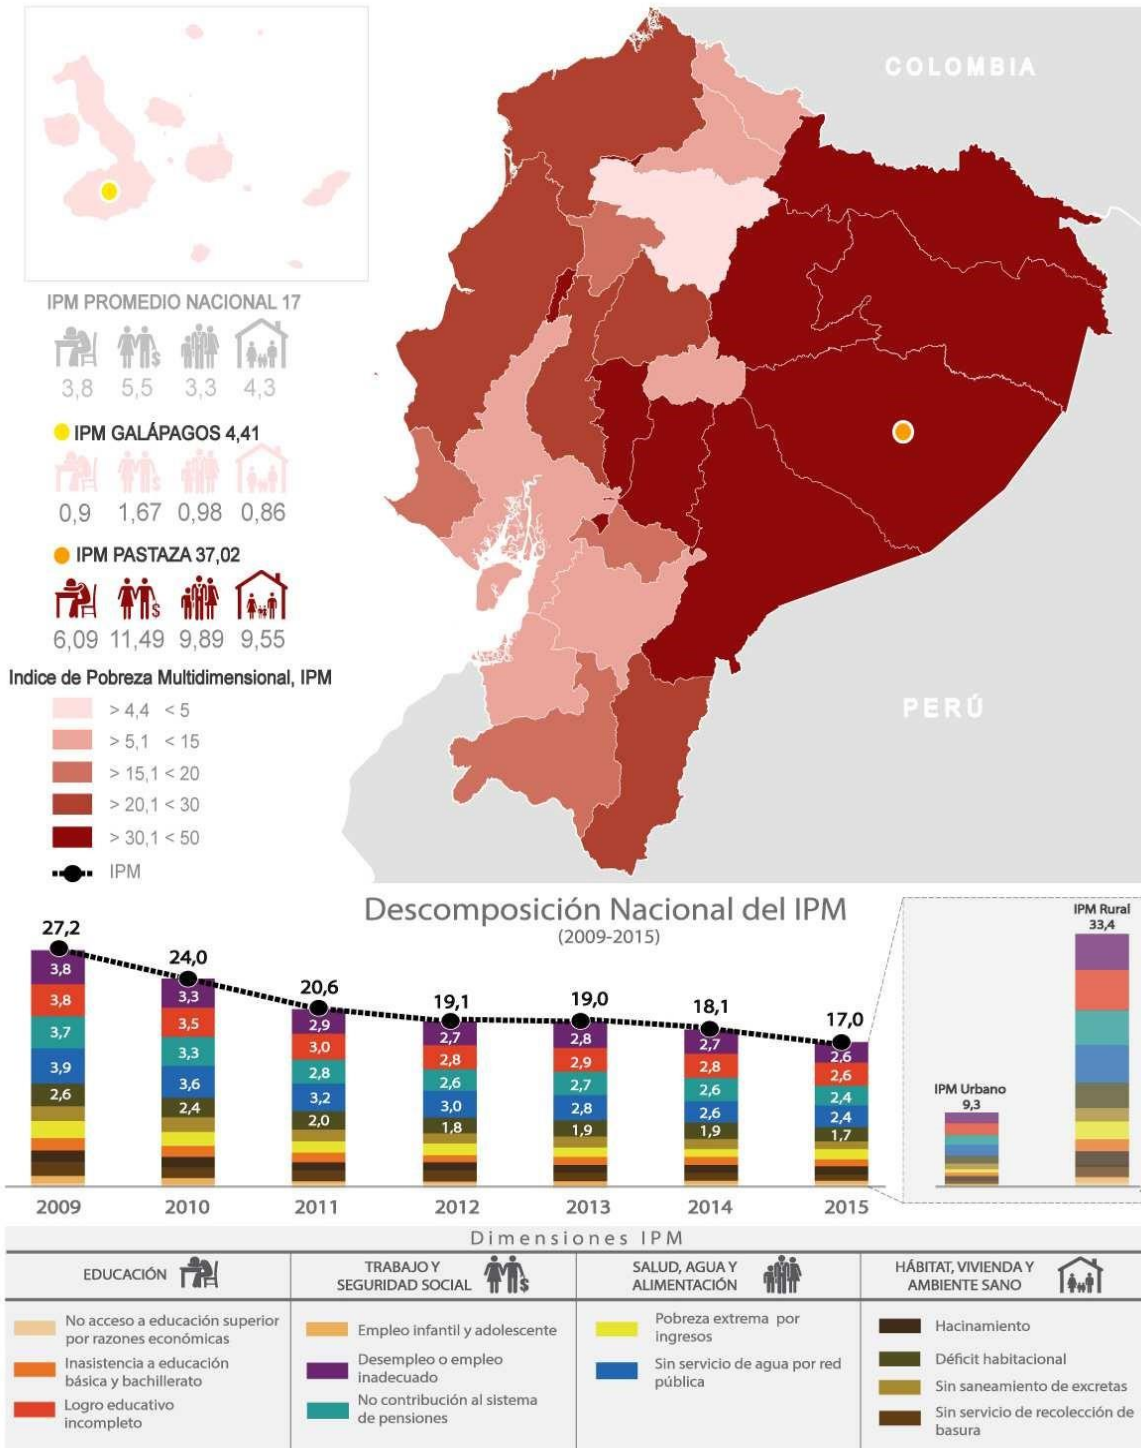 COLOMBIA
PERÚ
IPM PROMEDIO NACIONAL 17
3,8 5,5 3,3 4,3
IPM GALÁPAGOS 4,41
0,9 1,67 0,98 0,86
IPM PASTAZA 37,02
6,09 11,49 9,89 9,55
Indice de Pobreza Multidimensional, IPM
> 4,4 < 5
> 5,1 < 15
> 15,1 < 20
> 20,1 < 30
> 30,1 < 50
IPM
Descomposición Nacional del IPM
(2009-2015)
27,2
3,8
3,8
3,7
3,9
2,6
2009
24,0
3,3
3,5
3,3
3,6
2,4
2010
20,6
2,9
3,0
2,8
3,2
2,0
2011
19,1
2,7
2,8
2,6
3,0
1,8
2012
19,0
2,8
2,9
2,7
2,8
1,9
2013
18,1
2,7
2,8
2,6
2,6
1,9
2014
17,0
2,6
2,6
2,4
2,4
1,7
2015
IPM Urbano
9,3
IPM Rural
33,4
Dimensiones IPM
EDUCACIÓN
No acceso a educación superior
por razones económicas
Inasistencia a educación
básica y bachillerato
Logro educativo
incompleto
TRABAJO Y
SEGURIDAD SOCIAL
$
Empleo infantil y adolescente
Desempleo o empleo
inadecuado
No contribución al sistema
de pensiones
SALUD, AGUA Y
ALIMENTACIÓN
Pobreza extrema por
ingresos
Sin servicio de agua por red
pública
HÁBITAT, VIVIENDA Y
AMBIENTE SANO
Hacinamiento
Déficit habitacional
Sin saneamiento de excretas
Sin servicio de recolección de
basura